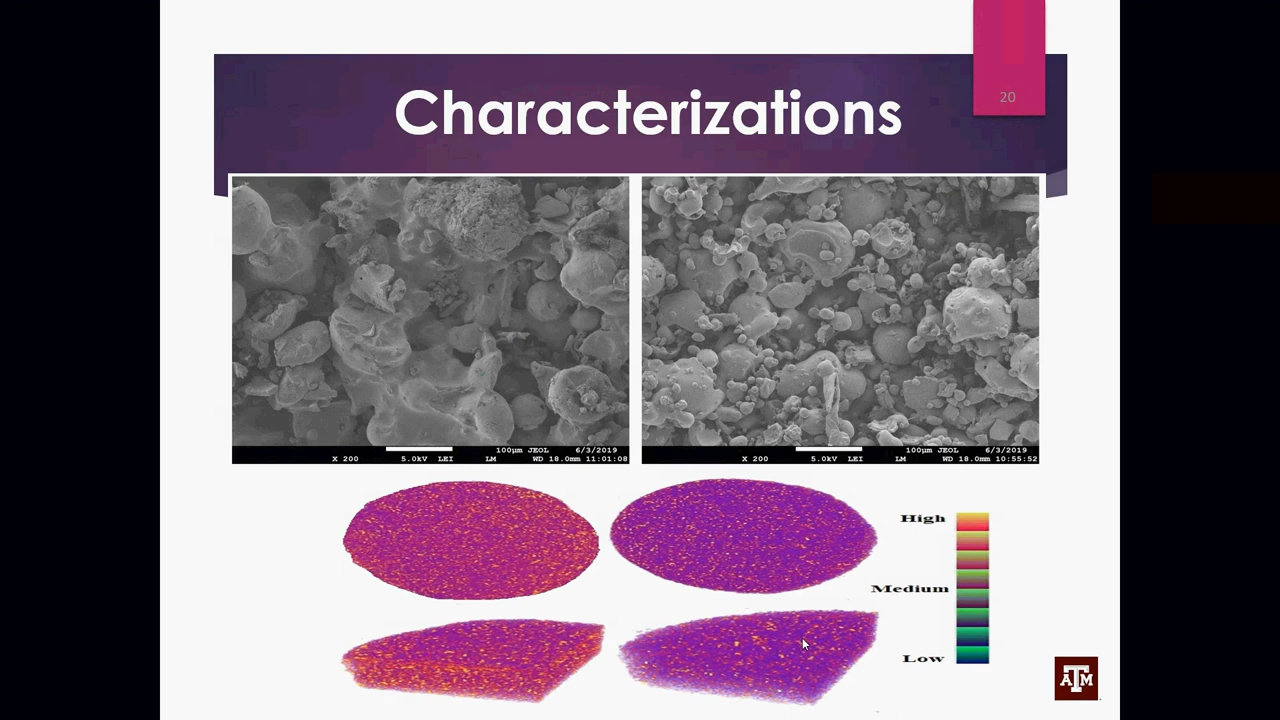 20
Characterizations
100µm JEOL 6/3/2019
X 200 5.0kV LEI LM WD 18.0mm 11:01:08
100µm JEOL 6/3/2019
X 200 5.0kV LEI LM WD 18.0mm 10:55:52
High
Medium
Low
ATM